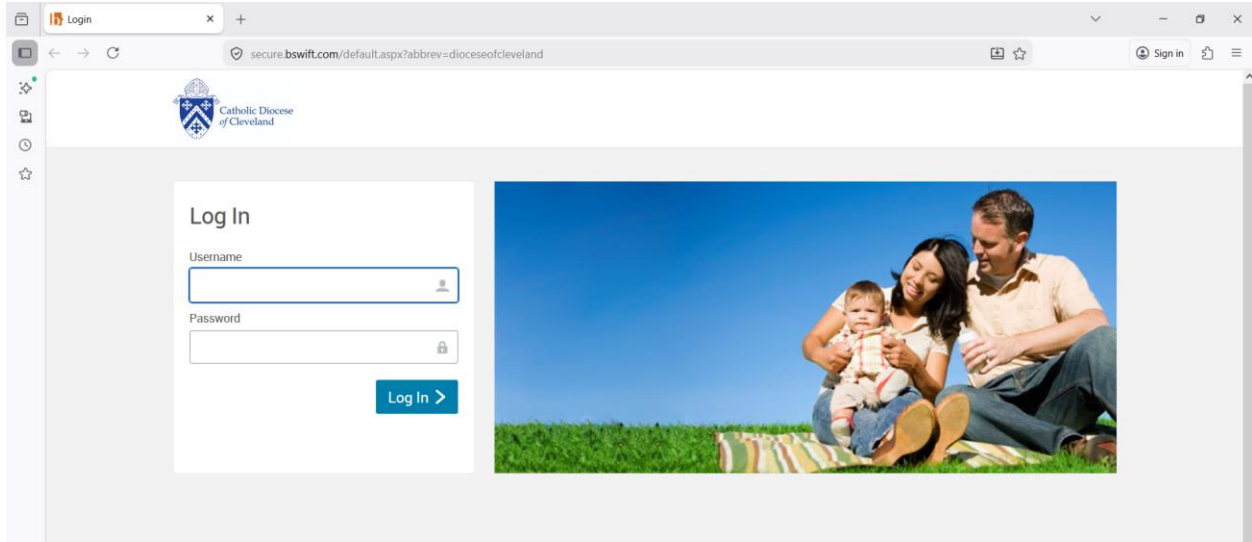 Login
secure.bswift.com/default.aspx?abbrev=dioceseofcleveland
Sign in
Catholic Diocese
of Cleveland
Log In
Username
Password
Log In